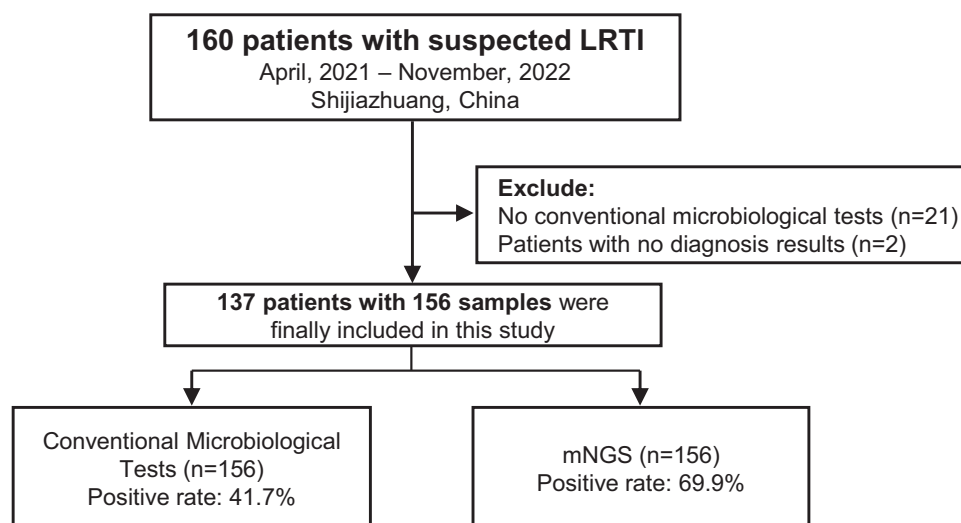 160 patients with suspected LRTI
April, 2021 – November, 2022
Shijiazhuang, China
Exclude:
No conventional microbiological tests (n=21)
Patients with no diagnosis results (n=2)
137 patients with 156 samples were
finally included in this study
Conventional Microbiological
Tests (n=156)
Positive rate: 41.7%
mNGS (n=156)
Positive rate: 69.9%